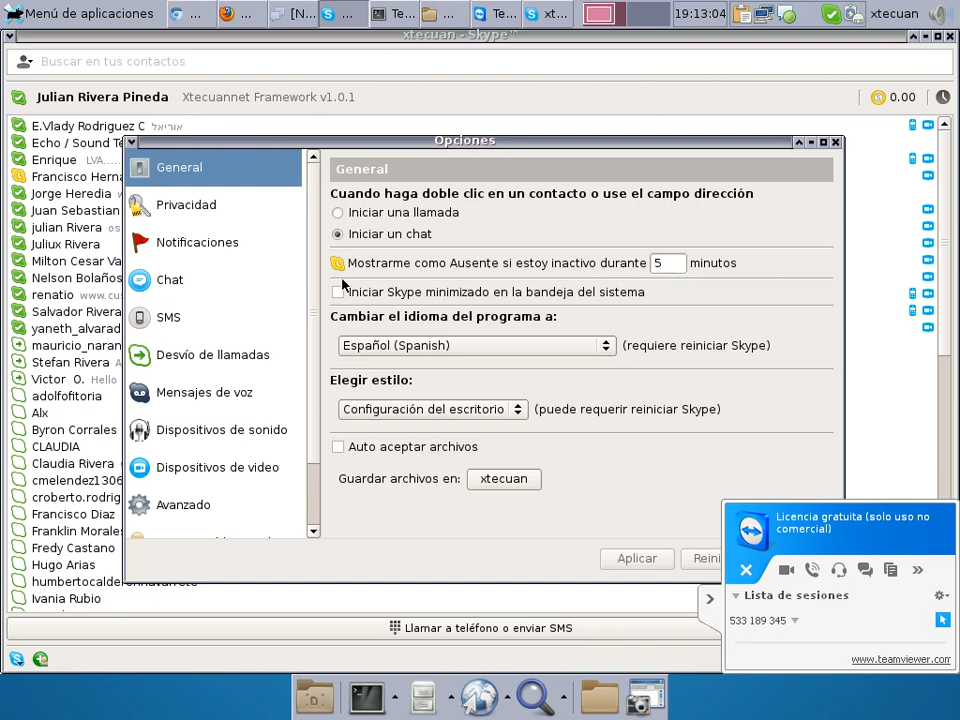 Menú de aplicaciones
...
...
[N...
...
Te...
...
Te...
xt...
19:13:04
xtecuan
xtecuan - Skype™
Buscar en tus contactos
Julian Rivera Pineda
Xtecuannet Framework v1.0.1
0.00
E.Vlady Rodriguez C אוריאל
Echo / Sound Te
Enrique LVA...
Francisco Herna
Jorge Heredia
Juan Sebastian
julian Rivera
Juliux Rivera
Milton Cesar Va
Nelson Bolaños
renatio www.cus
Salvador Rivera
yaneth_alvarad
mauricio_naran
Stefan Rivera
Victor O. Hello
adolfofitoria
Alx
Byron Corrales
CLAUDIA
Claudia Rivera
cmelendez1306
croberto.rodrig
Francisco Diaz
Franklin Morales
Fredy Castano
Hugo Arias
humbertocalderonnavarrete
Ivania Rubio
Opciones
General
Privacidad
Notificaciones
Chat
SMS
Desvío de llamadas
Mensajes de voz
Dispositivos de sonido
Dispositivos de video
Avanzado
General
Cuando haga doble clic en un contacto o use el campo dirección
Iniciar una llamada
Iniciar un chat
Mostrarme como Ausente si estoy inactivo durante 5 minutos
Iniciar Skype minimizado en la bandeja del sistema
Cambiar el idioma del programa a:
Español (Spanish) (requiere reiniciar Skype)
Elegir estilo:
Configuración del escritorio (puede requerir reiniciar Skype)
Auto aceptar archivos
Guardar archivos en: xtecuan
Aplicar
Reini
Licencia gratuita (solo uso no
comercial)
Lista de sesiones
533 189 345
www.teamviewer.com
Llamar a teléfono o enviar SMS